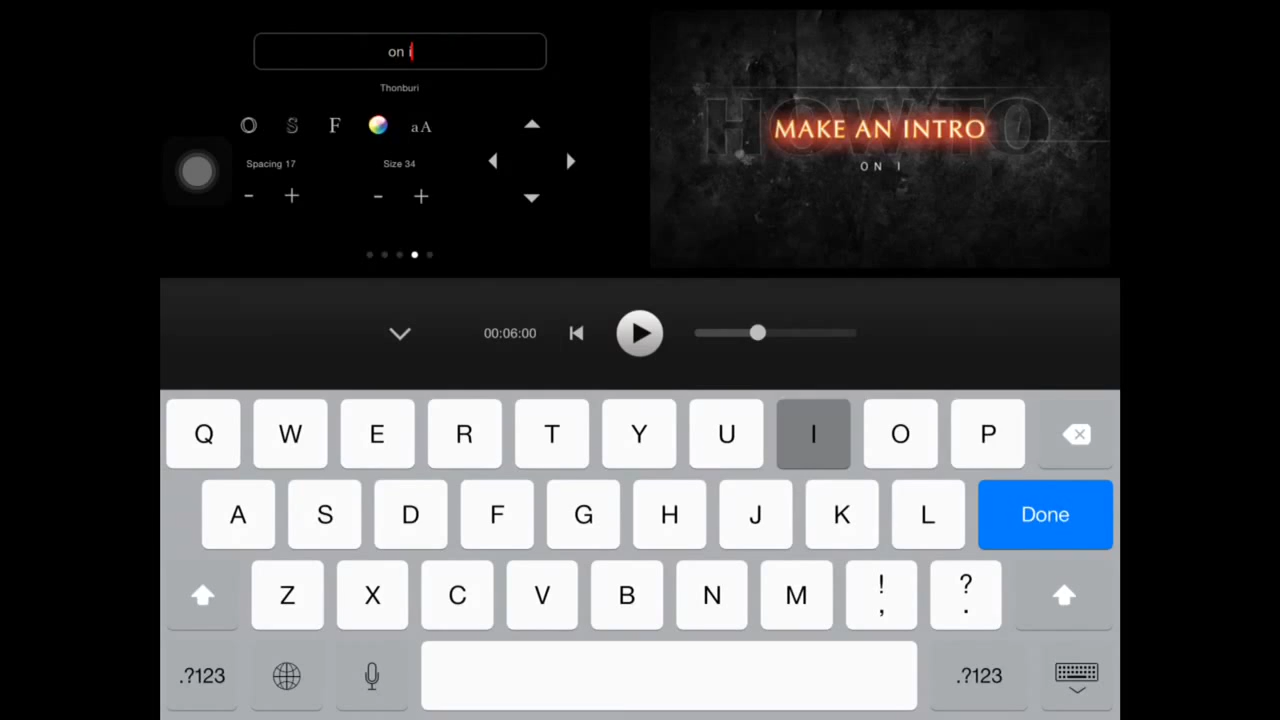 on i
Thonburi
O S F aA
Spacing 17
Size 34
- +
- +
HOW TO
MAKE AN INTRO
ON I
00:06:00
Q W E R T Y U I O P
A S D F G H J K L Done
Z X C V B N M ! , ? .
.?123 .?123